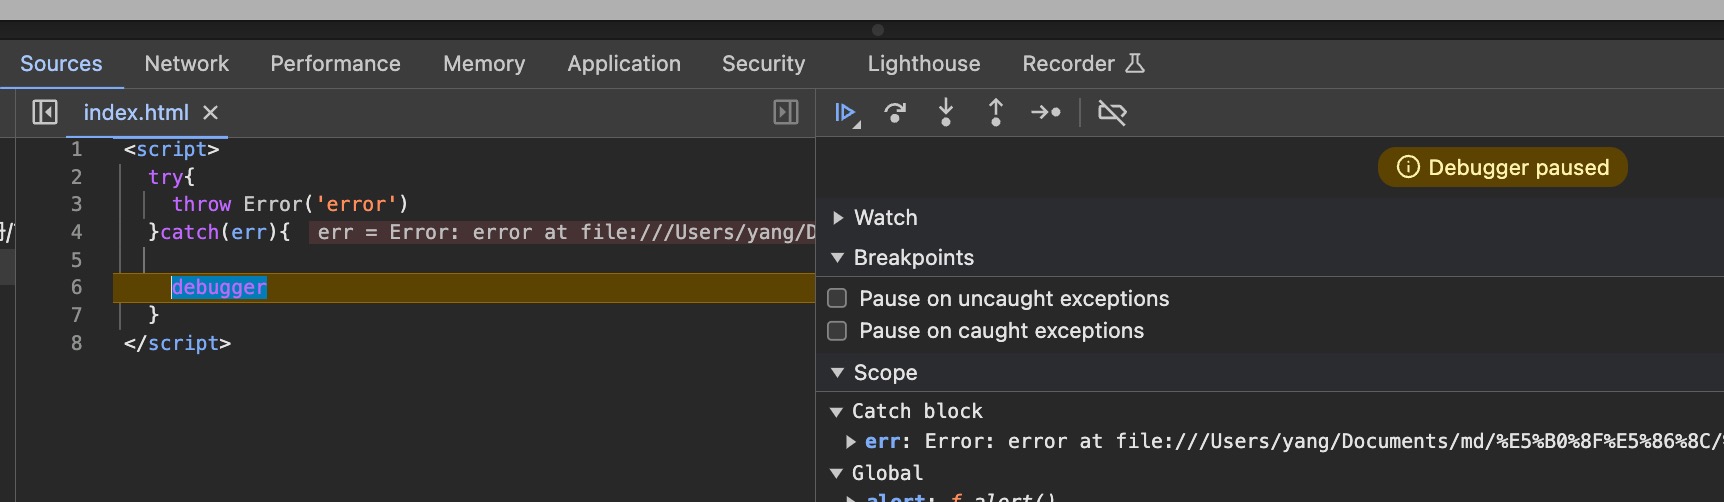 Sources Network Performance Memory Application Security Lighthouse Recorder
index.html
Debugger paused
1 <script>
2 try{
3 throw Error('error')
4 }catch(err){ err = Error: error at file:///Users/yang/D
5
6 debugger
7 }
8 </script>
Watch
Breakpoints
Pause on uncaught exceptions
Pause on caught exceptions
Scope
Catch block
err: Error: error at file:///Users/yang/Documents/md/%E5%B0%8F%E5%86%8C/
Global
alert: f alert()